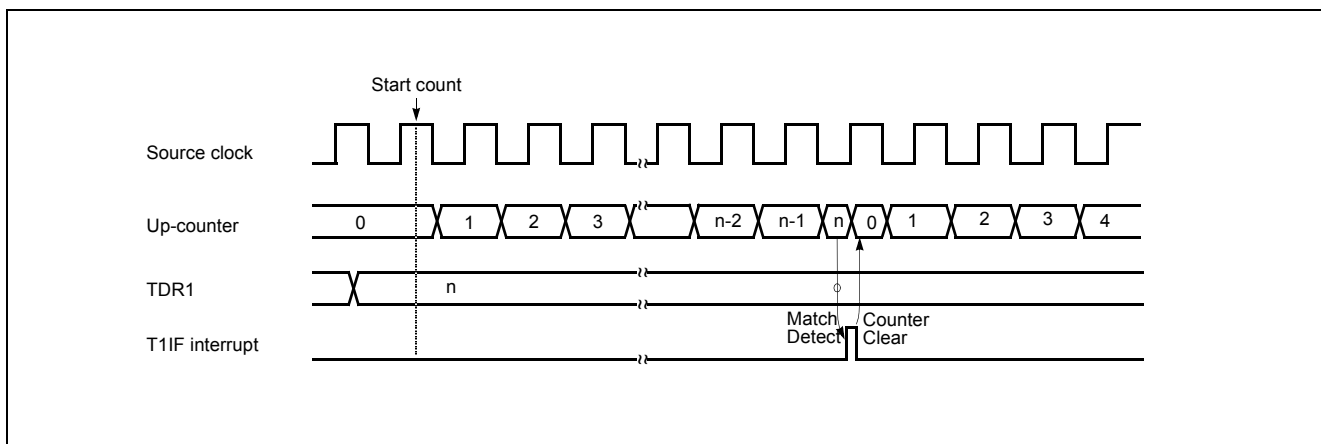 Start count
Source clock
Up-counter 0 1 2 3 n-2 n-1 n 0 1 2 3 4
TDR1 n
Match Counter
Detect Clear
T1IF interrupt